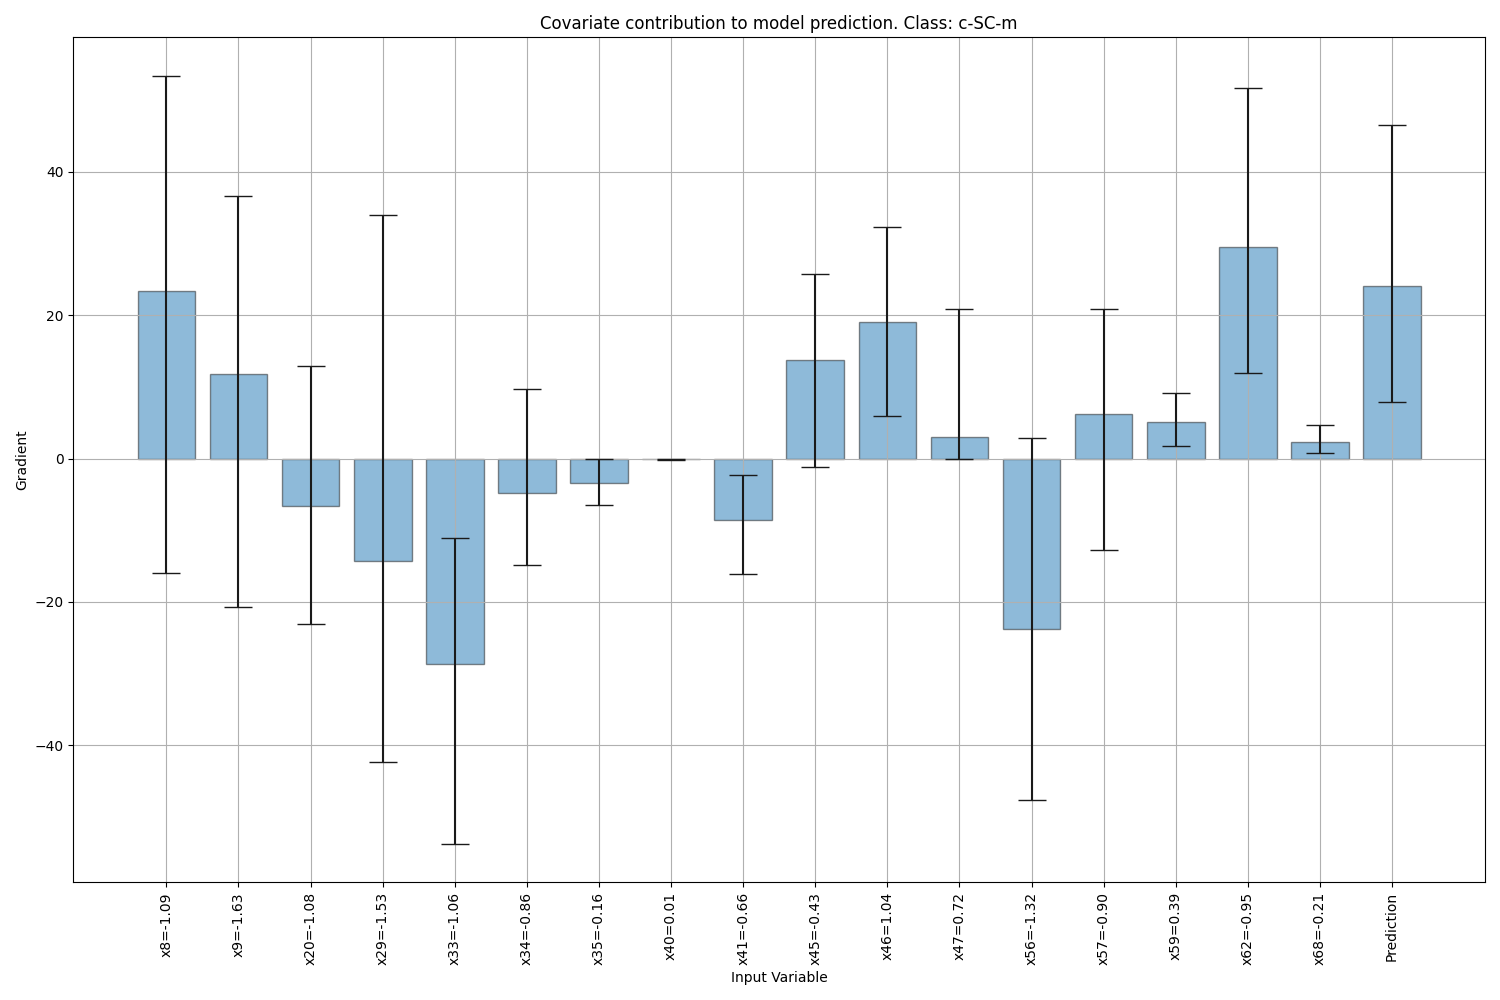 Covariate contribution to model prediction. Class: c-SC-m
Gradient
40
20
0
−20
−40
x8=-1.09
x9=-1.63
x20=-1.08
x29=-1.53
x33=-1.06
x34=-0.86
x35=-0.16
x40=0.01
x41=-0.66
x45=-0.43
x46=1.04
x47=0.72
x56=-1.32
x57=-0.90
x59=0.39
x62=-0.95
x68=-0.21
Prediction
Input Variable